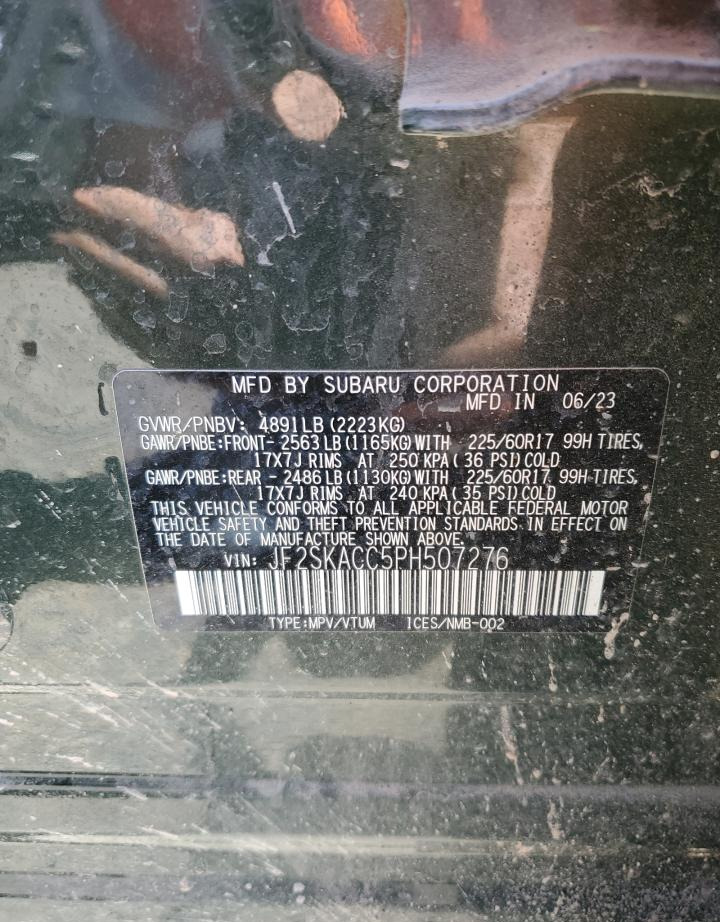 MFD BY SUBARU CORPORATION
MFD IN 06/23
GVWR/PNBV: 4891LB (2223KG)
GAWR/PNBE:FRONT- 2563LB (1165KG) WITH 225/60R17 99H TIRES,
17X7J RIMS AT 250 KPA ( 36 PSI) COLD
GAWR/PNBE:REAR - 2486LB (1130KG) WITH 225/60R17 99H TIRES,
17X7J RIMS AT 240 KPA ( 35 PSI) COLD
THIS VEHICLE CONFORMS TO ALL APPLICABLE FEDERAL MOTOR
VEHICLE SAFETY AND THEFT PREVENTION STANDARDS IN EFFECT ON
THE DATE OF MANUFACTURE SHOWN ABOVE.
VIN: JF2SKACC5PH507276
TYPE:MPV/VTUM ICES/NMB-002